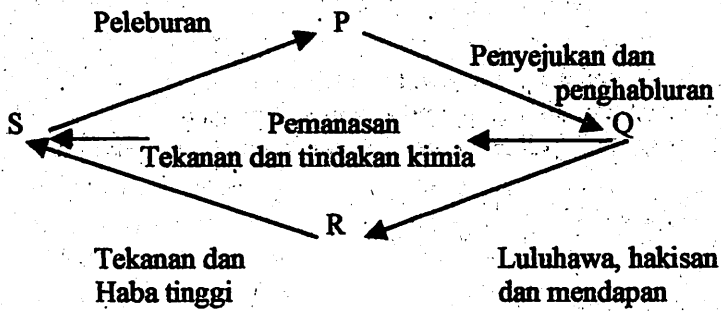 Peleburan
P
Penyejukan dan
penghabluran
S
Pemanasan
Q
Tekanan dan tindakan kimia
R
Tekanan dan
Haba tinggi
Luluhawa, hakisan
dan mendapan